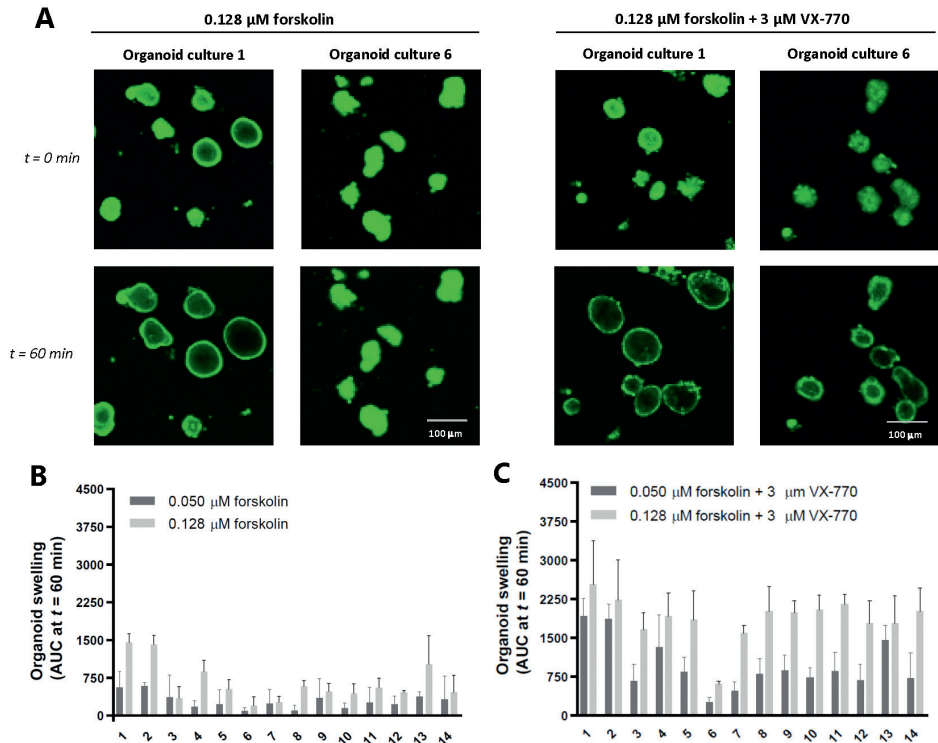 A
0.128 µM forskolin
0.128 µM forskolin + 3 µM VX-770
Organoid culture 1
Organoid culture 6
Organoid culture 1
Organoid culture 6
t = 0 min
t = 60 min
100 µm
100 µm
B
Organoid swelling
(AUC at t = 60 min)
4500
3750
3000
2250
1500
750
0
0.050 µM forskolin
0.128 µM forskolin
1 2 3 4 5 6 7 8 9 10 11 12 13 14
C
Organoid swelling
(AUC at t = 60 min)
4500
3750
3000
2250
1500
750
0
0.050 µM forskolin + 3 µm VX-770
0.128 µM forskolin + 3 µM VX-770
1 2 3 4 5 6 7 8 9 10 11 12 13 14